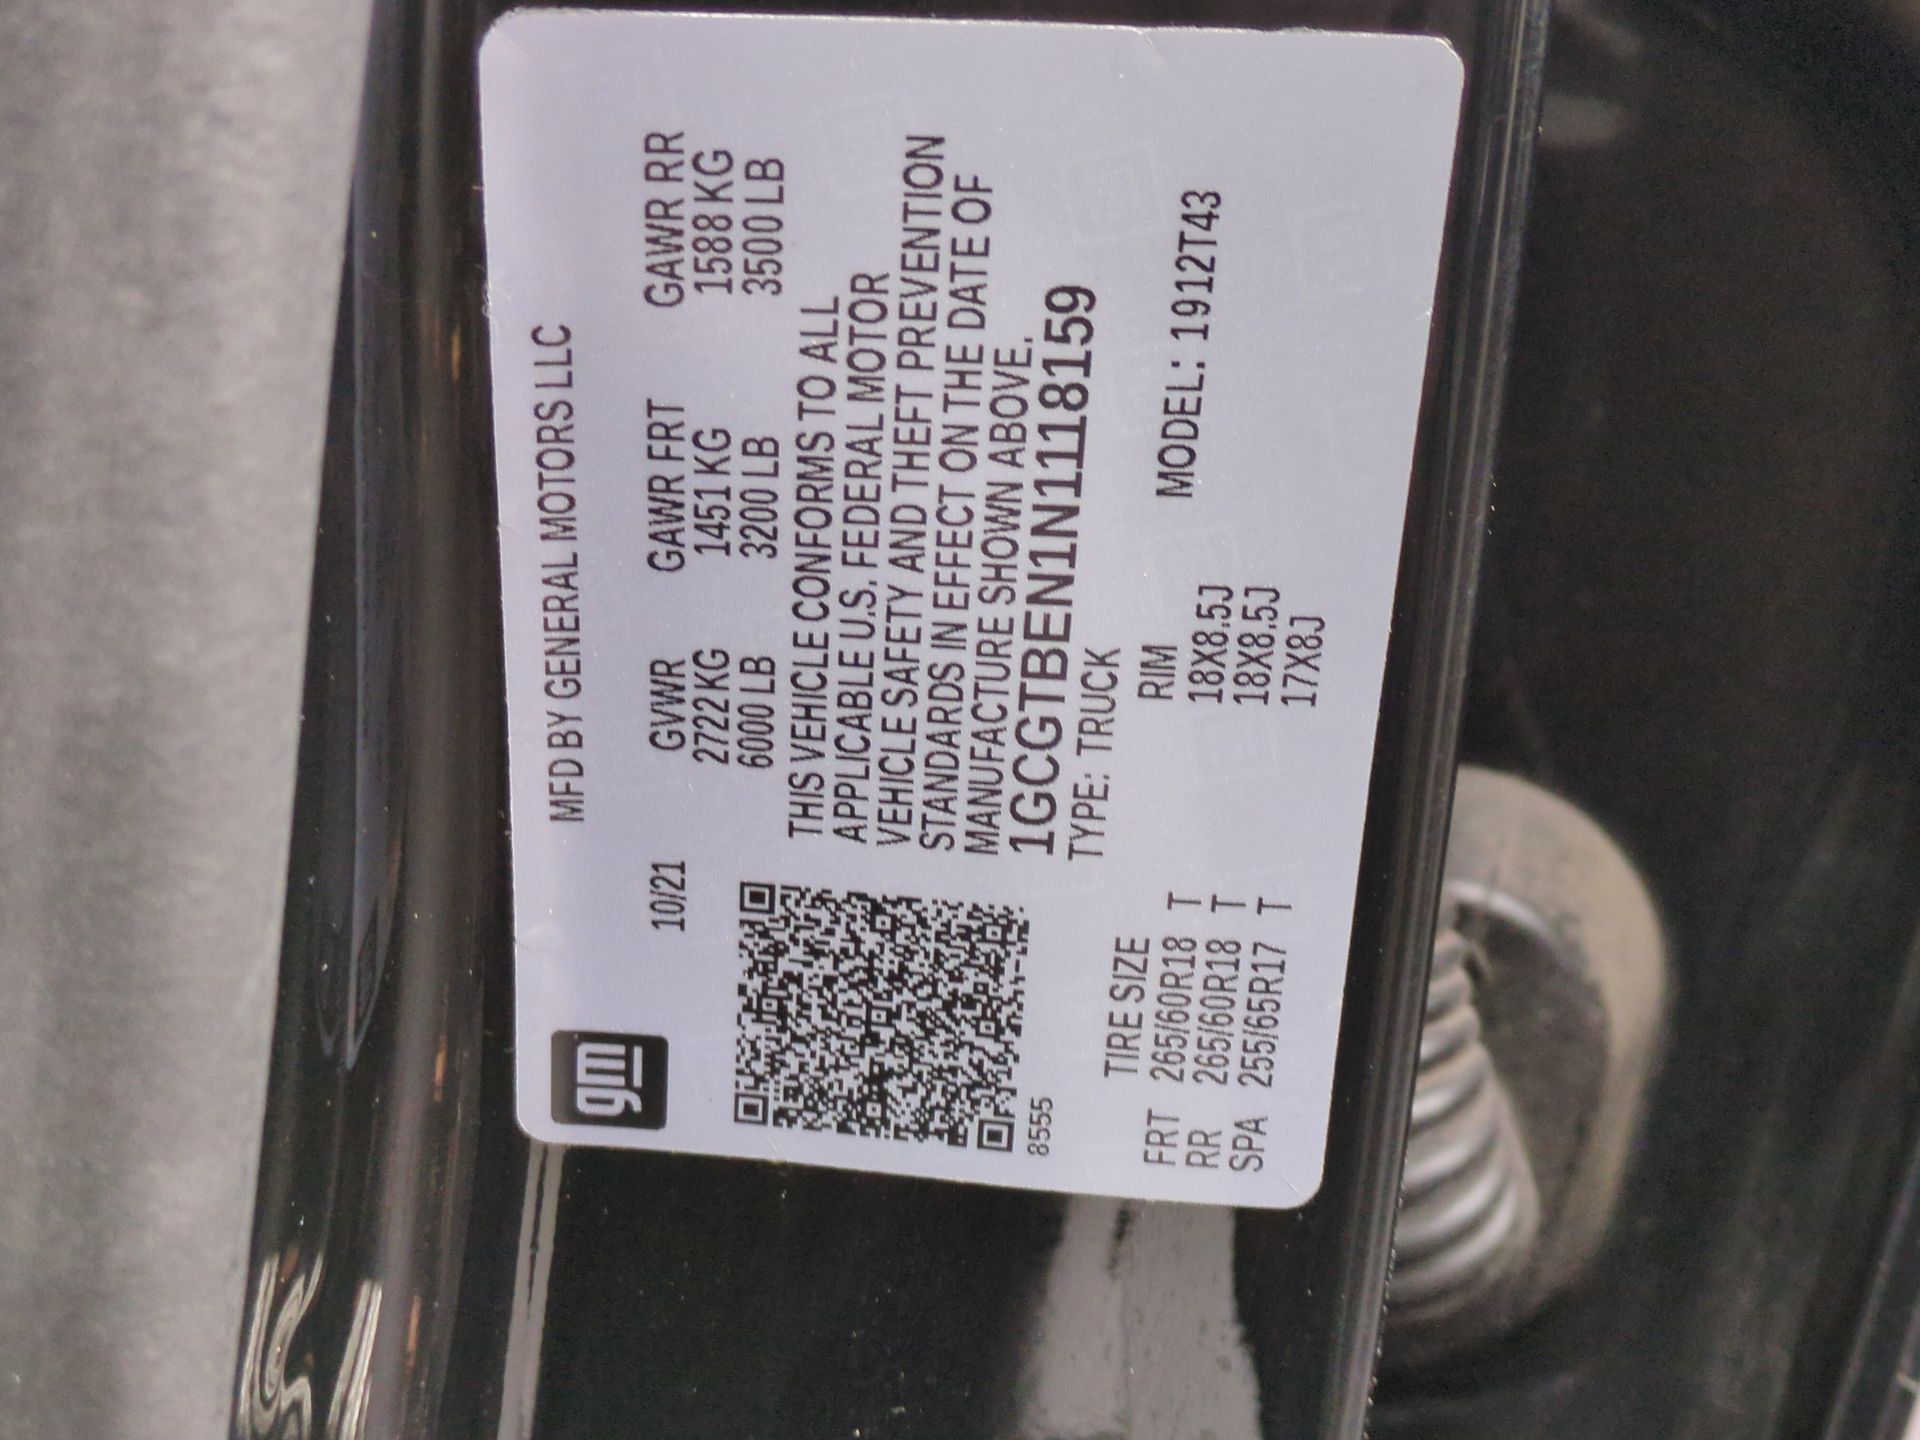 gm
MFD BY GENERAL MOTORS LLC
10/21
GVWR GAWR FRT GAWR RR
2722 KG 1451 KG 1588 KG
6000 LB 3200 LB 3500 LB
THIS VEHICLE CONFORMS TO ALL
APPLICABLE U.S. FEDERAL MOTOR
VEHICLE SAFETY AND THEFT PREVENTION
STANDARDS IN EFFECT ON THE DATE OF
MANUFACTURE SHOWN ABOVE.
8555
1GCGTBEN1N1118159
TYPE: TRUCK
TIRE SIZE RIM MODEL: 1912T43
FRT 265/60R18 T 18X8.5J
RR 265/60R18 T 18X8.5J
SPA 255/65R17 T 17X8J